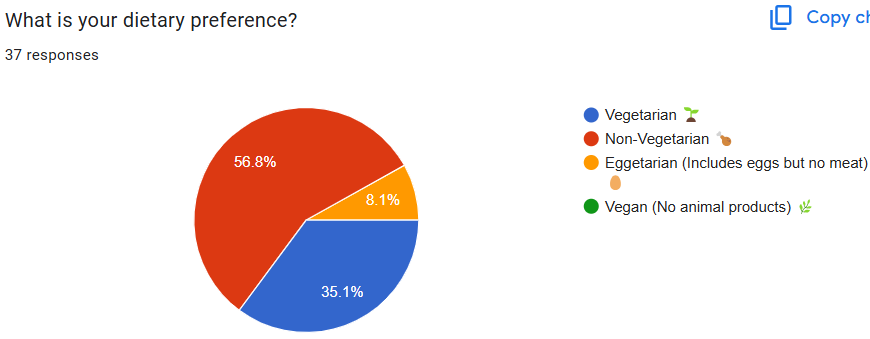 What is your dietary preference?
Copy ch
37 responses
Vegetarian 🌱
Non-Vegetarian 🍗
Eggetarian (Includes eggs but no meat)
🥚
Vegan (No animal products) 🌿
56.8%
8.1%
35.1%